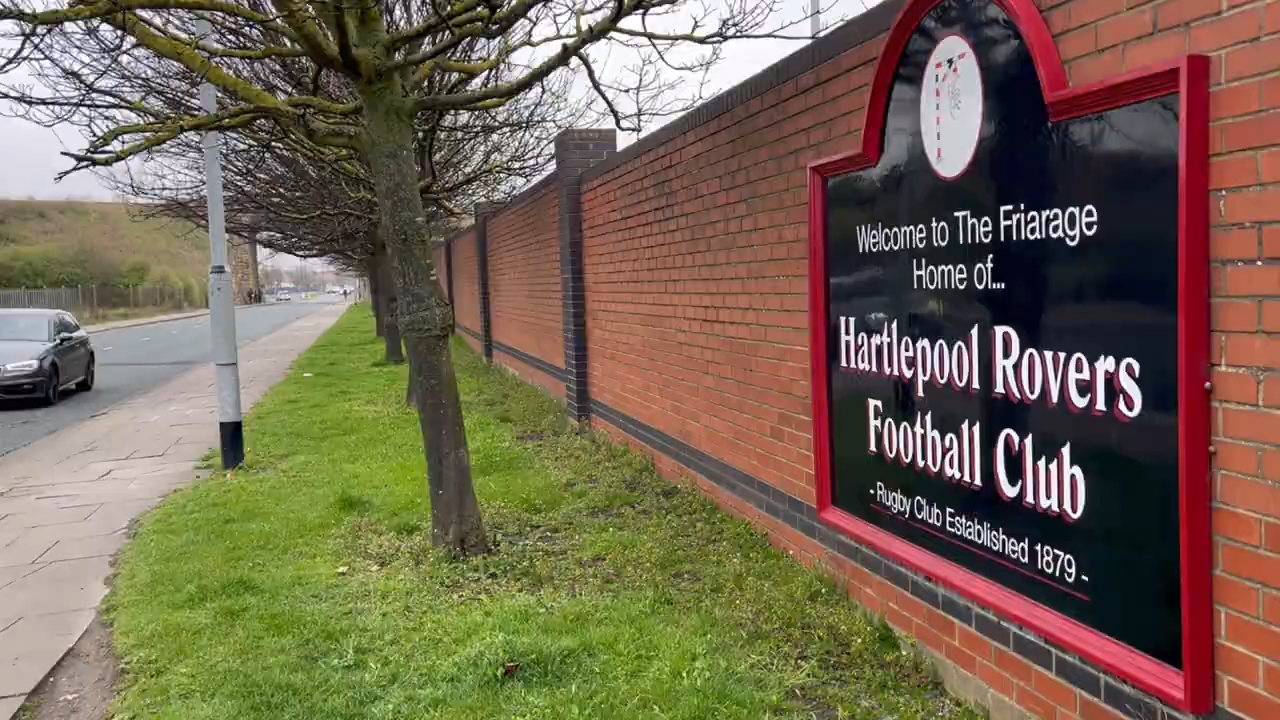 Welcome to The Friarage
Home of...
Hartlepool Rovers
Football Club
- Rugby Club Established 1879 -